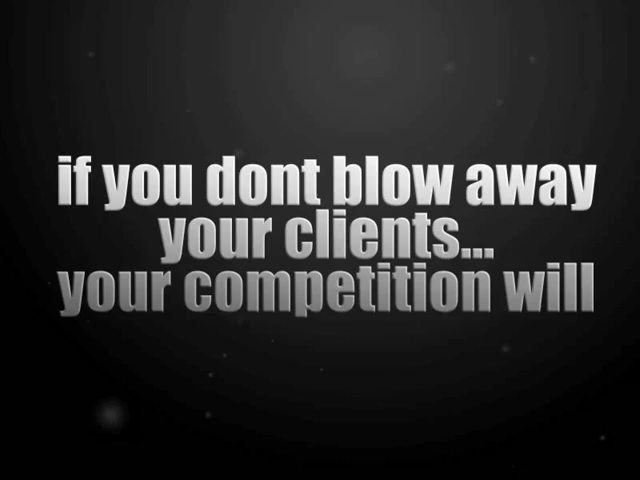 if you dont blow away
your clients...
your competition will